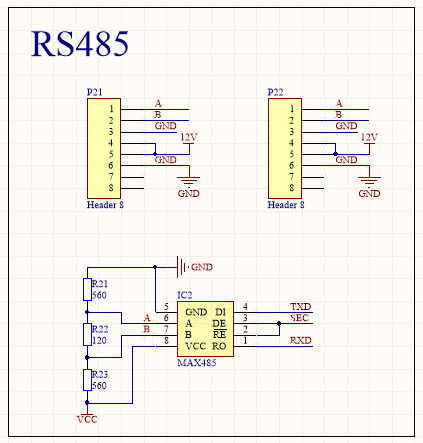 RS485
P21
1
2
3
4
5
6
7
8
A
B
GND
12V
GND
GND
Header 8
P22
1
2
3
4
5
6
7
8
A
B
GND
12V
GND
GND
Header 8
GND
R21
560
R22
120
R23
560
VCC
A
B
IC2
5 GND DI 4 TXD
6 A DE 3 SEC
7 B RE 2
8 VCC RO 1 RXD
MAX485